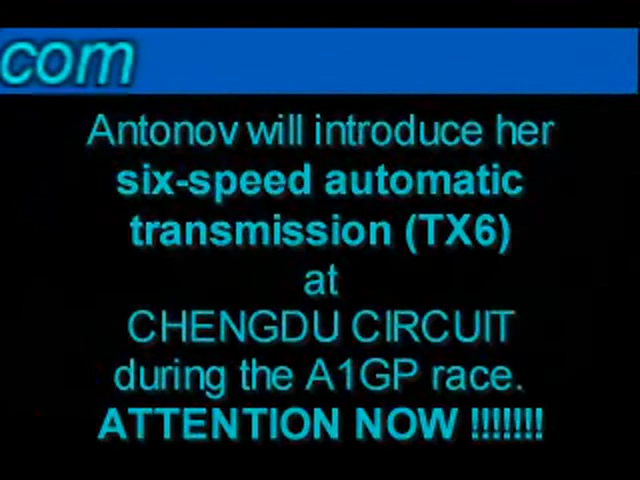 com
Antonov will introduce her
six-speed automatic
transmission (TX6)
at
CHENGDU CIRCUIT
during the A1GP race.
ATTENTION NOW !!!!!!!